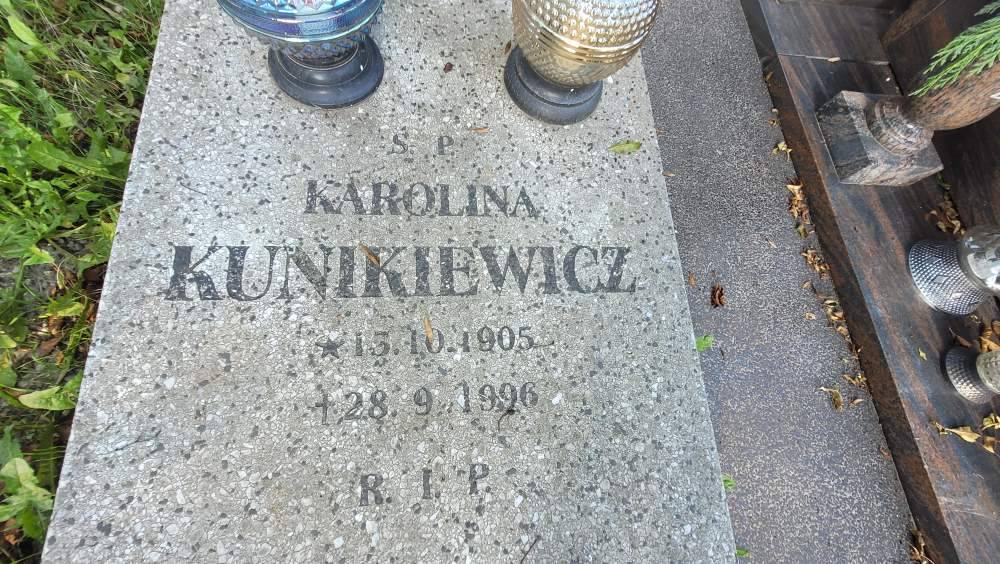 Ś. P.
KAROLINA
KUNIKIEWICZ
★15.10.1905
†28.9.1996
R. I. P.